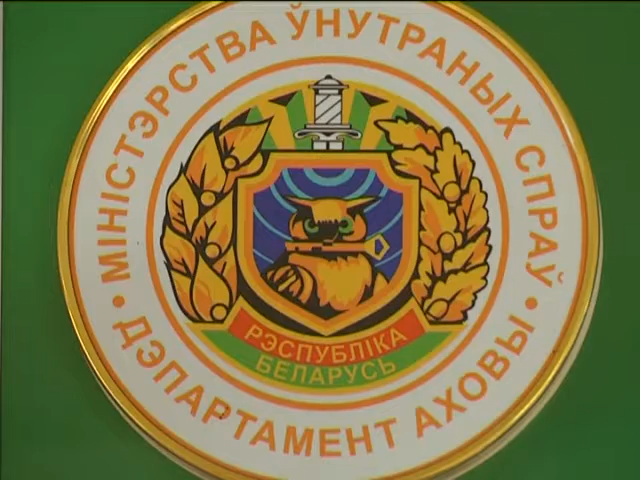 МІНІСТЭРСТВА ЎНУТРАНЫХ СПРАЎ
РЭСПУБЛІКА
БЕЛАРУСЬ
• ДЭПАРТАМЕНТ АХОВЫ •